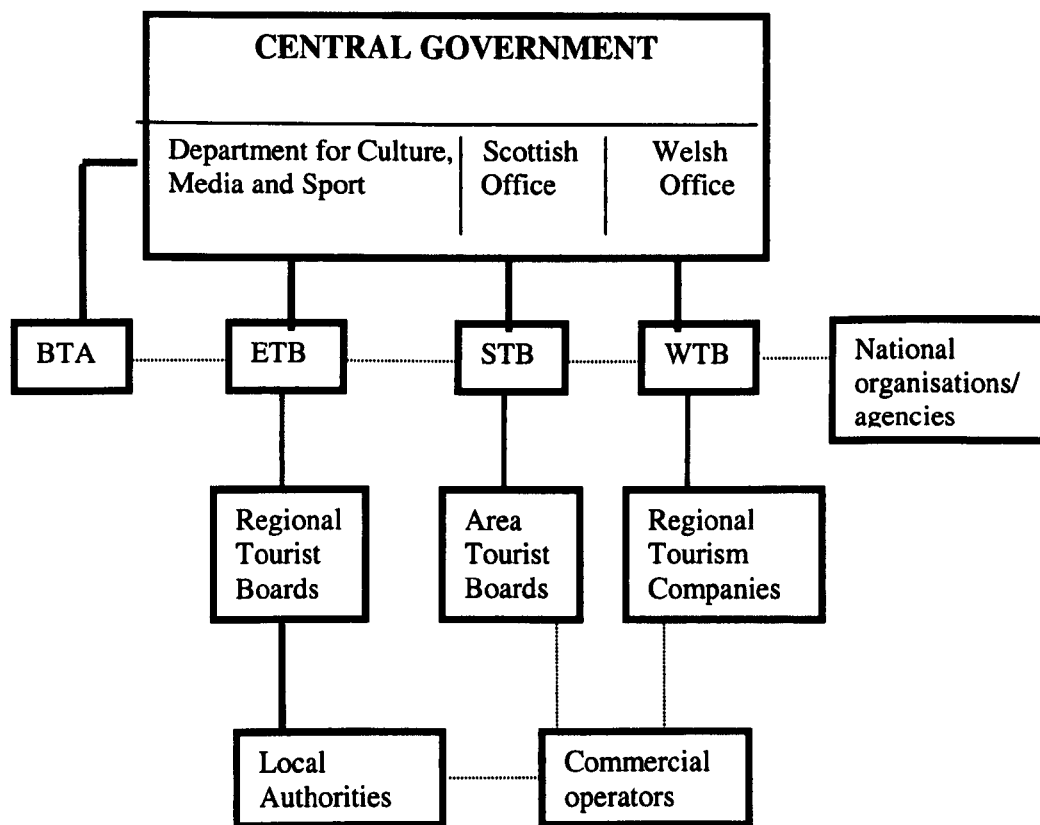 CENTRAL GOVERNMENT
Department for Culture,
Media and Sport
Scottish
Office
Welsh
Office
BTA
ETB
STB
WTB
National
organisations/
agencies
Regional
Tourist
Boards
Area
Tourist
Boards
Regional
Tourism
Companies
Local
Authorities
Commercial
operators